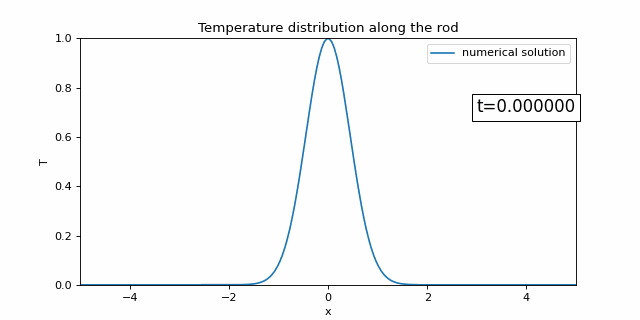 Temperature distribution along the rod
numerical solution
t=0.000000
1.0
0.8
0.6
0.4
0.2
0.0
T
−4
−2
0
2
4
x